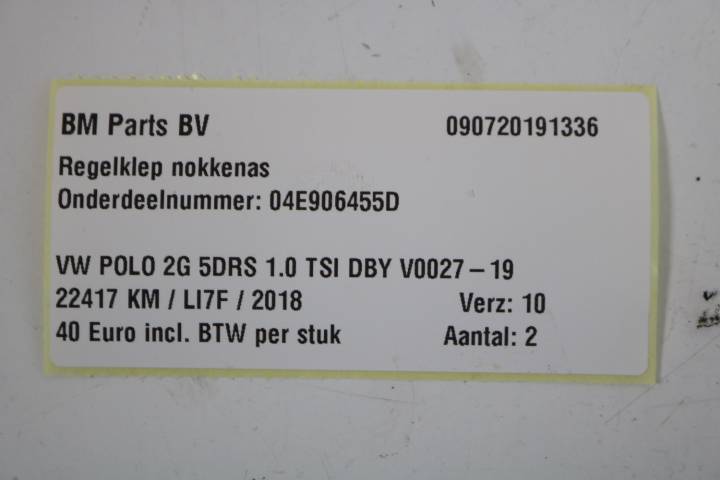 BM Parts BV 090720191336
Regelklep nokkenas
Onderdeelnummer: 04E906455D
VW POLO 2G 5DRS 1.0 TSI DBY V0027-19
22417 KM / LI7F / 2018 Verz: 10
40 Euro incl. BTW per stuk Aantal: 2